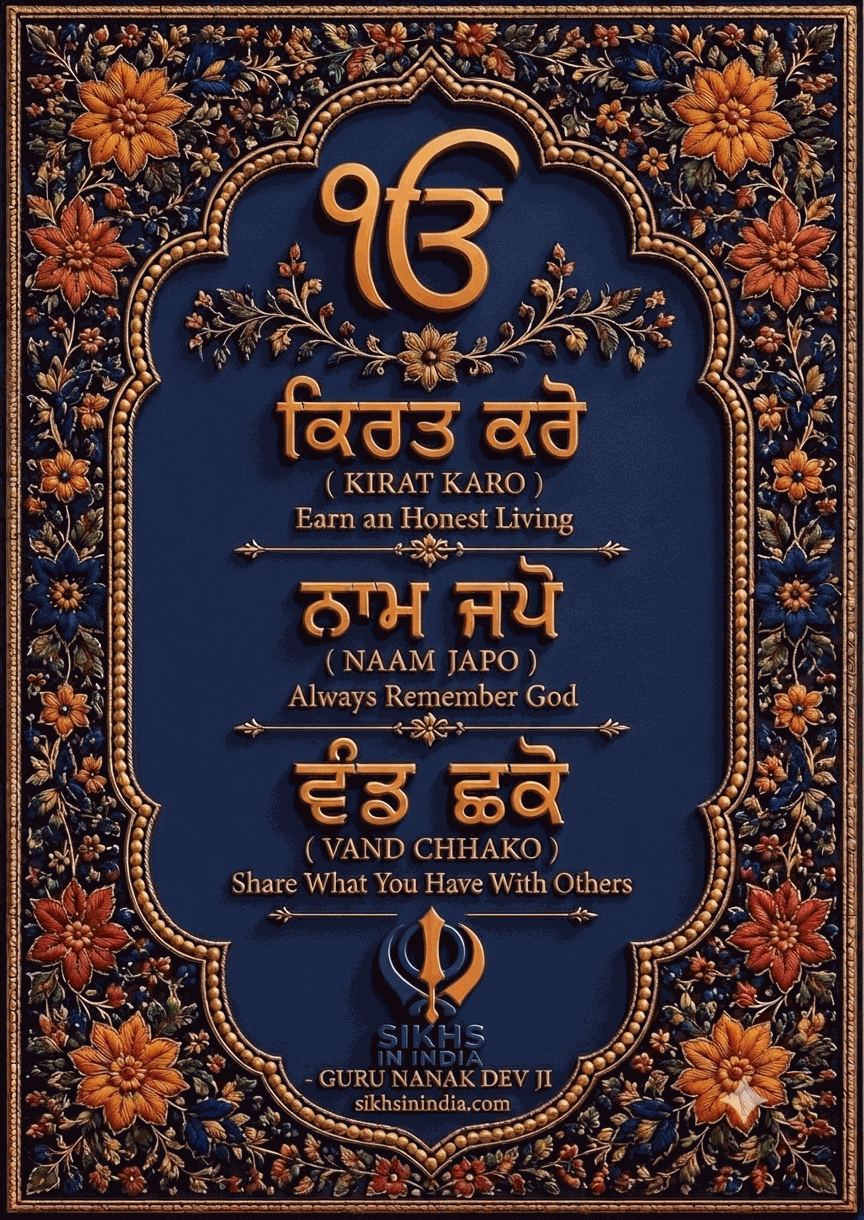 ੴ
ਕਿਰਤ ਕਰੋ
( KIRAT KARO )
Earn an Honest Living
ਨਾਮ ਜਪੋ
( NAAM JAPO )
Always Remember God
ਵੰਡ ਛਕੋ
( VAND CHHAKO )
Share What You Have With Others
SIKHS
IN INDIA
- GURU NANAK DEV JI
sikhsinindia.com